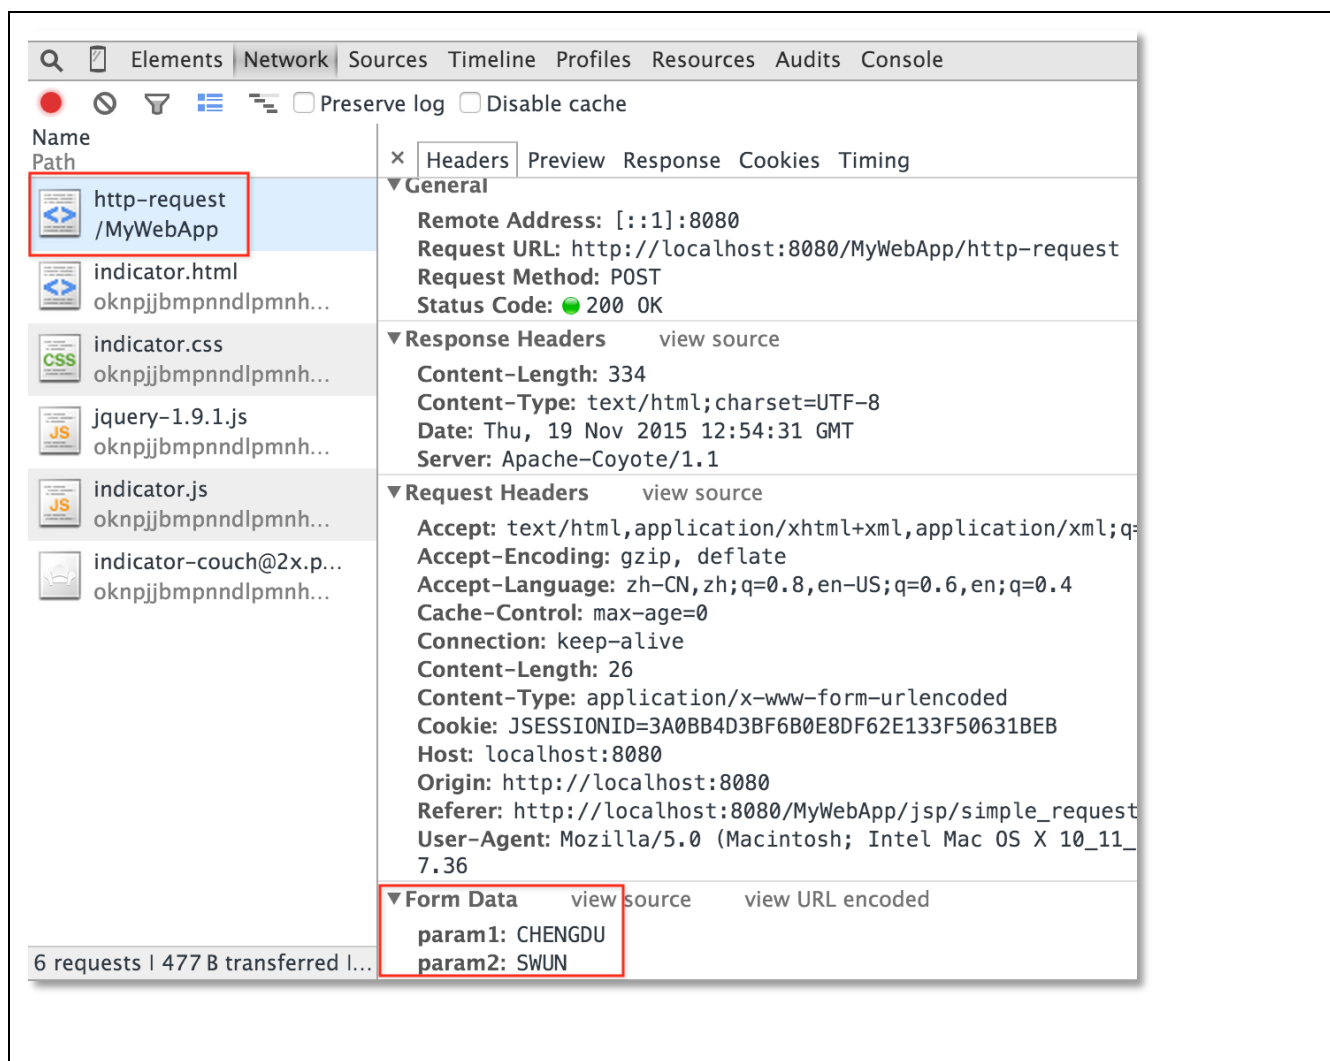 Elements Network Sources Timeline Profiles Resources Audits Console
Preserve log Disable cache
Name
Path
http-request
/MyWebApp
indicator.html
oknpjjbmpnndlpmnh...
indicator.css
oknpjjbmpnndlpmnh...
jquery-1.9.1.js
oknpjjbmpnndlpmnh...
indicator.js
oknpjjbmpnndlpmnh...
indicator-couch@2x.p...
oknpjjbmpnndlpmnh...
6 requests | 477 B transferred |...
× Headers Preview Response Cookies Timing
▼General
Remote Address: [::1]:8080
Request URL: http://localhost:8080/MyWebApp/http-request
Request Method: POST
Status Code: 200 OK
▼Response Headers view source
Content-Length: 334
Content-Type: text/html;charset=UTF-8
Date: Thu, 19 Nov 2015 12:54:31 GMT
Server: Apache-Coyote/1.1
▼Request Headers view source
Accept: text/html,application/xhtml+xml,application/xml;q=
Accept-Encoding: gzip, deflate
Accept-Language: zh-CN,zh;q=0.8,en-US;q=0.6,en;q=0.4
Cache-Control: max-age=0
Connection: keep-alive
Content-Length: 26
Content-Type: application/x-www-form-urlencoded
Cookie: JSESSIONID=3A0BB4D3BF6B0E8DF62E133F50631BEB
Host: localhost:8080
Origin: http://localhost:8080
Referer: http://localhost:8080/MyWebApp/jsp/simple_request
User-Agent: Mozilla/5.0 (Macintosh; Intel Mac OS X 10_11_
7.36
▼Form Data view source view URL encoded
param1: CHENGDU
param2: SWUN